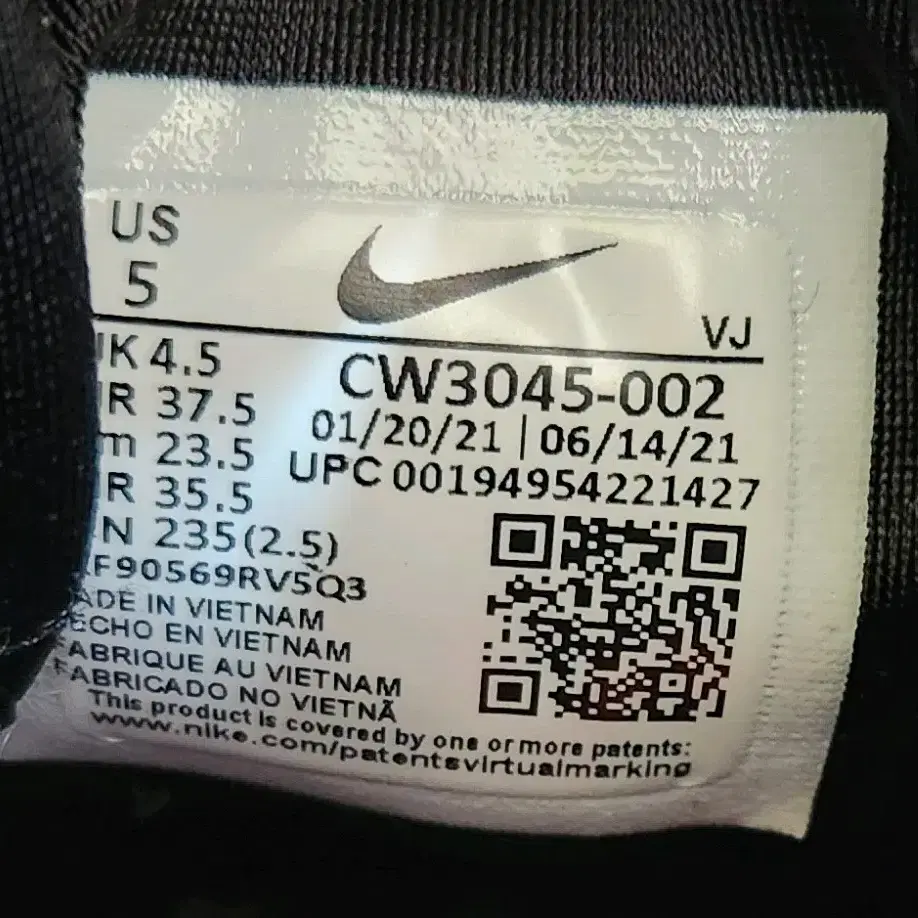 US
5
VJ
UK 4.5
CW3045-002
R 37.5
01/20/21 | 06/14/21
m 23.5
UPC 00194954221427
R 35.5
N 235(2.5)
F90569RV5Q3
ADE IN VIETNAM
ECHO EN VIETNAM
FABRIQUE AU VIETNAM
FABRICADO NO VIETNÃ
This product is covered by one or more patents:
www.nike.com/patentsvirtualmarking